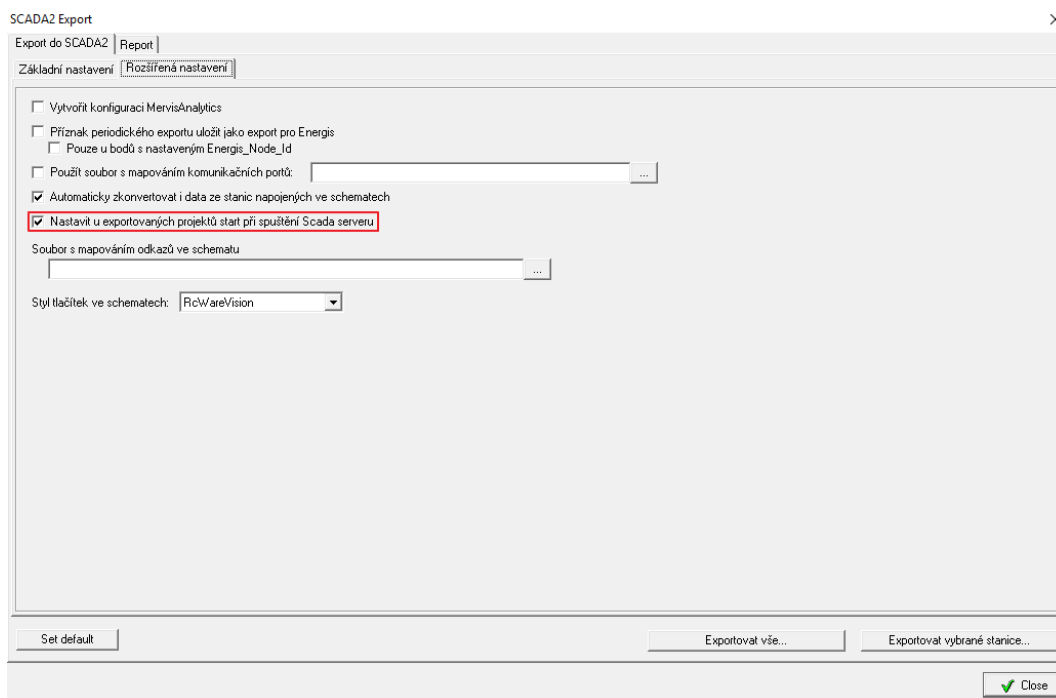 SCADA2 Export
Export do SCADA2 Report
Základní nastavení Rozšířená nastavení
Vytvořit konfiguraci MervisAnalytics
Příznak periodického exportu uložit jako export pro Energis
Pouze u bodů s nastaveným Energis_Node_Id
Použít soubor s mapováním komunikačních portů: ...
Automaticky zkonvertovat i data ze stanic napojených ve schematech
Nastavit u exportovaných projektů start při spuštění Scada serveru
Soubor s mapováním odkazů ve schematu
...
Styl tlačítek ve schematech: RcWareVision
Set default Exportovat vše... Exportovat vybrané stanice...
Close